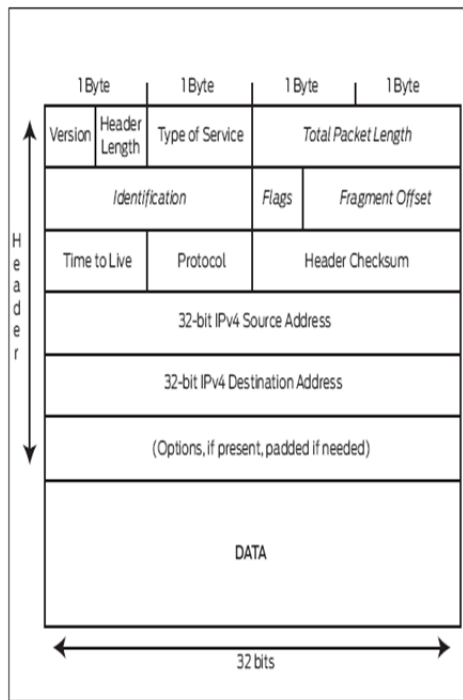 1 Byte 1 Byte 1 Byte 1 Byte
Version Header Length Type of Service Total Packet Length
Identification Flags Fragment Offset
Time to Live Protocol Header Checksum
32-bit IPv4 Source Address
32-bit IPv4 Destination Address
(Options, if present, padded if needed)
Header
DATA
32 bits